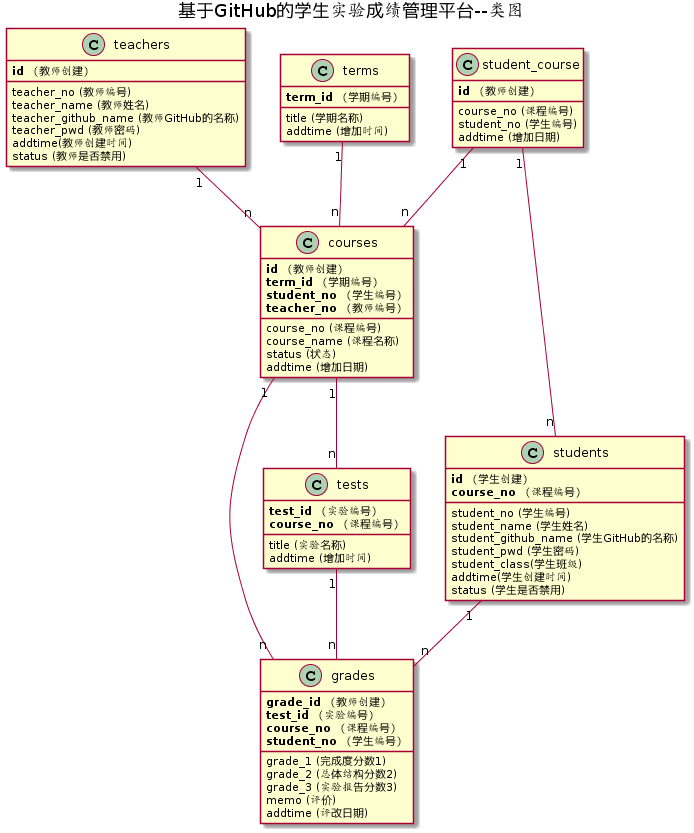 基于GitHub的学生实验成绩管理平台--类图
C teachers
id （教师创建）
teacher_no (教师编号)
teacher_name (教师姓名)
teacher_github_name (教师GitHub的名称)
teacher_pwd (教师密码)
addtime(教师创建时间)
status (教师是否禁用)
C terms
term_id （学期编号）
title (学期名称)
addtime (增加时间)
C student_course
id （教师创建）
course_no (课程编号)
student_no (学生编号)
addtime (增加日期)
1
1
1
1
n
n
n
C courses
id （教师创建）
term_id （学期编号）
student_no （学生编号）
teacher_no （教师编号）
course_no (课程编号)
course_name (课程名称)
status (状态)
addtime (增加日期)
1
1
n
n
C tests
test_id （实验编号）
course_no （课程编号）
title (实验名称)
addtime (增加时间)
C students
id （学生创建）
course_no （课程编号）
student_no (学生编号)
student_name (学生姓名)
student_github_name (学生GitHub的名称)
student_pwd (学生密码)
student_class(学生班级)
addtime(学生创建时间)
status (学生是否禁用)
1
1
n
n
n
C grades
grade_id （教师创建）
test_id （实验编号）
course_no （课程编号）
student_no （学生编号）
grade_1 (完成度分数1)
grade_2 (总体结构分数2)
grade_3 (实验报告分数3)
memo (评价)
addtime (评改日期)